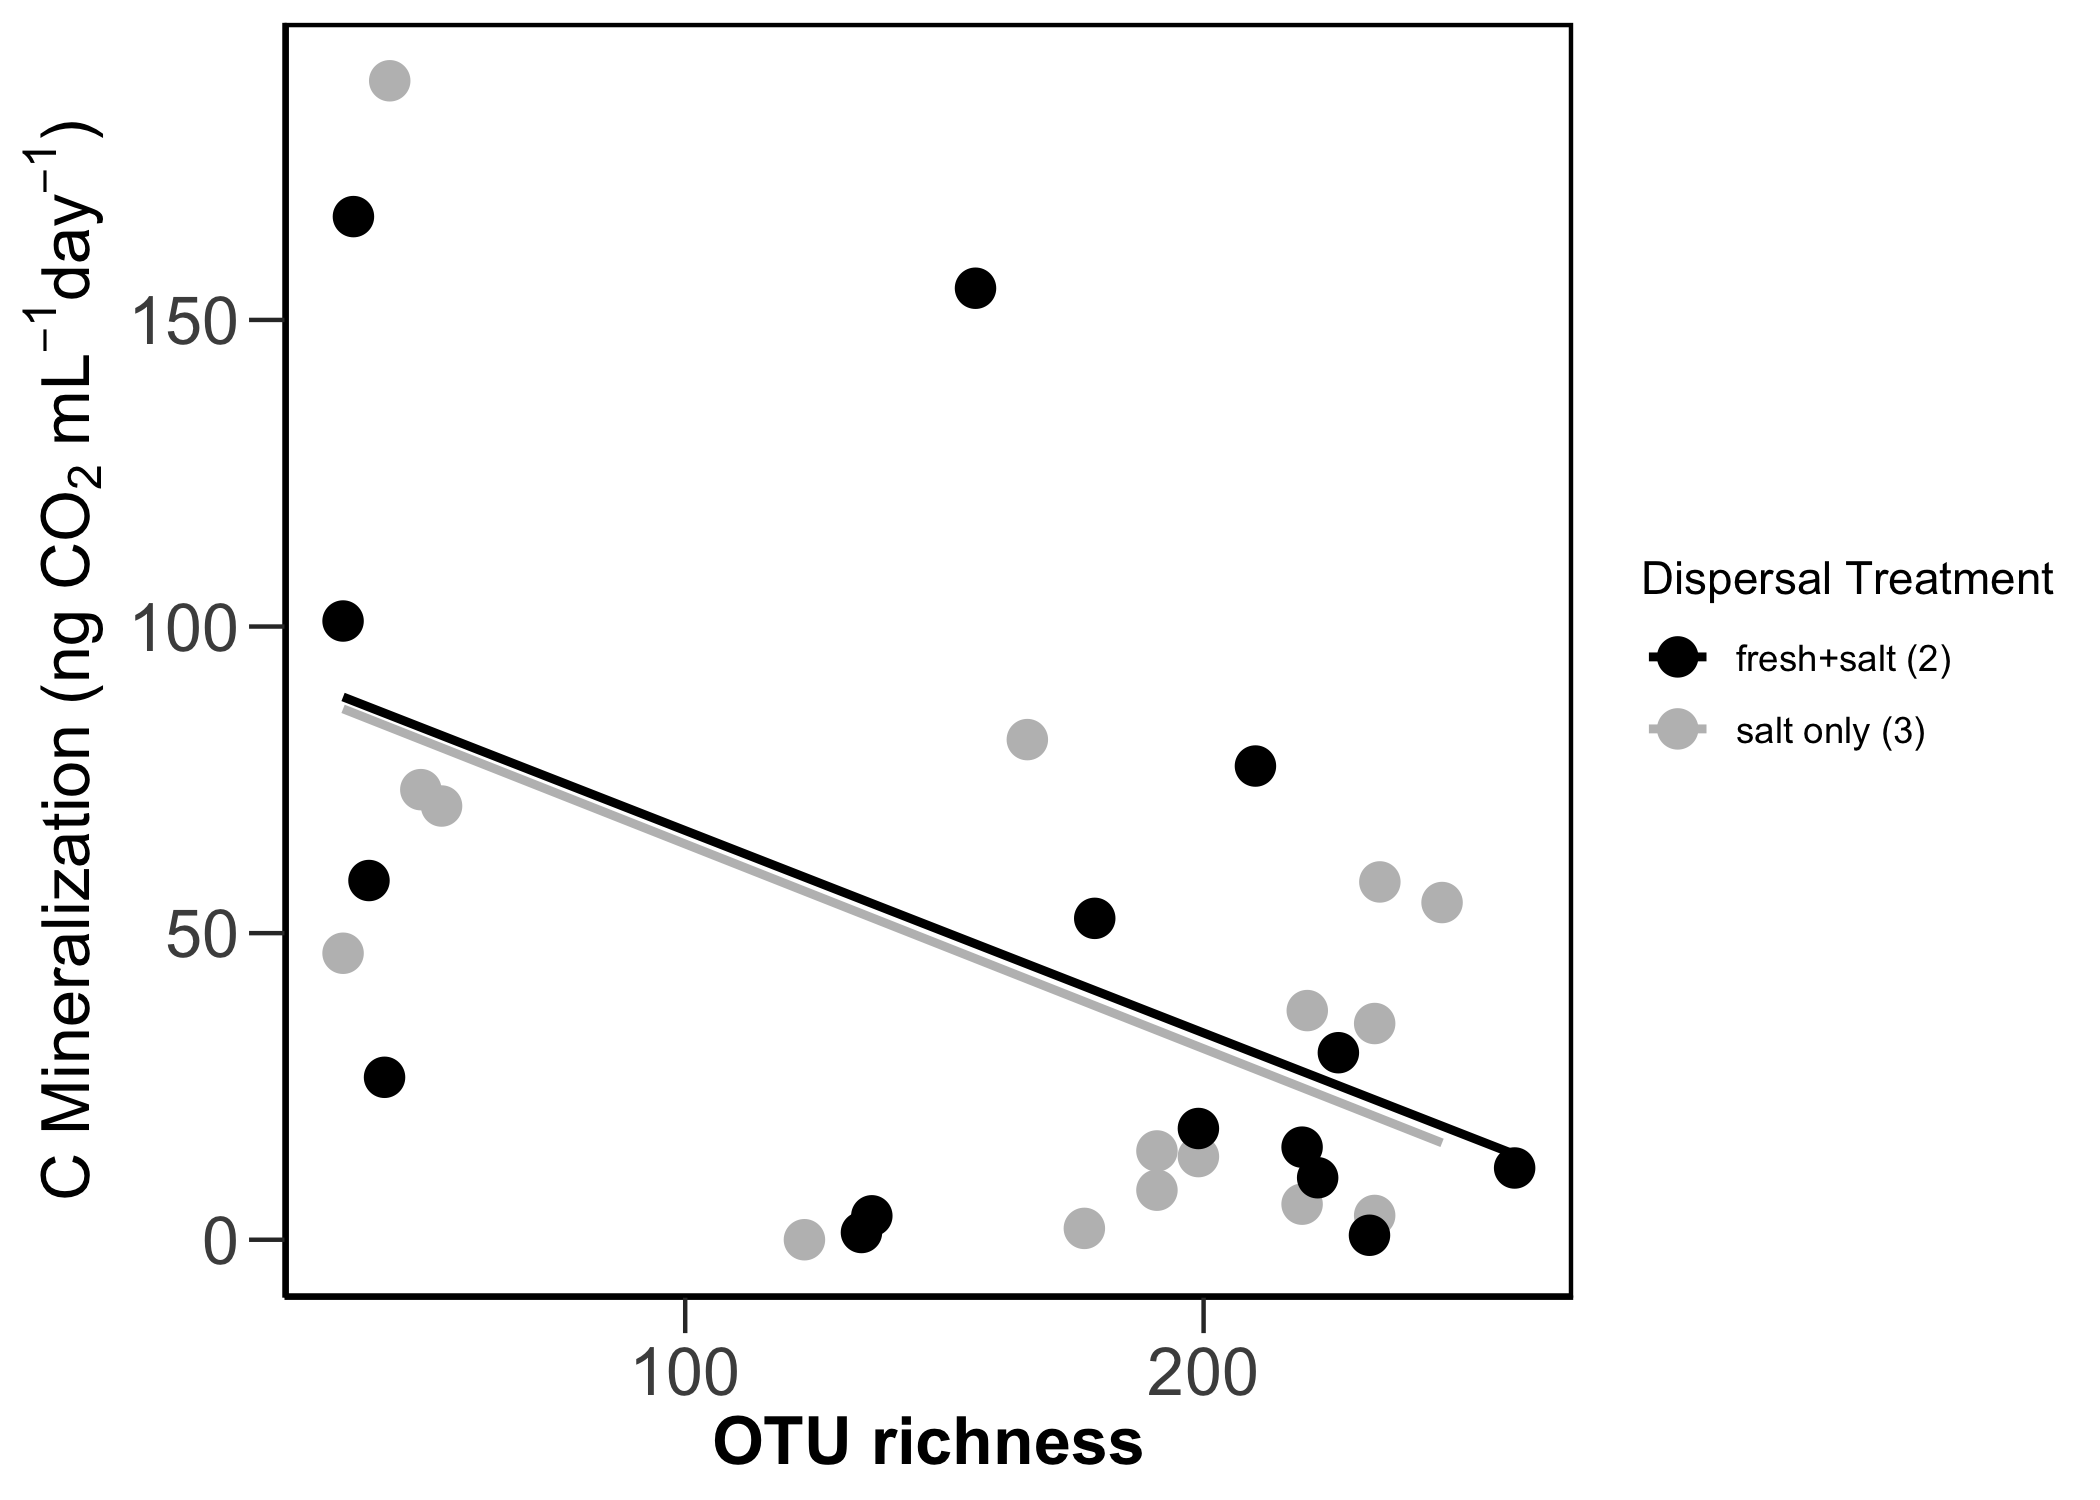 C Mineralization (ng CO₂ mL⁻¹day⁻¹)
150
100
50
0
100 200
OTU richness
Dispersal Treatment
fresh+salt (2)
salt only (3)